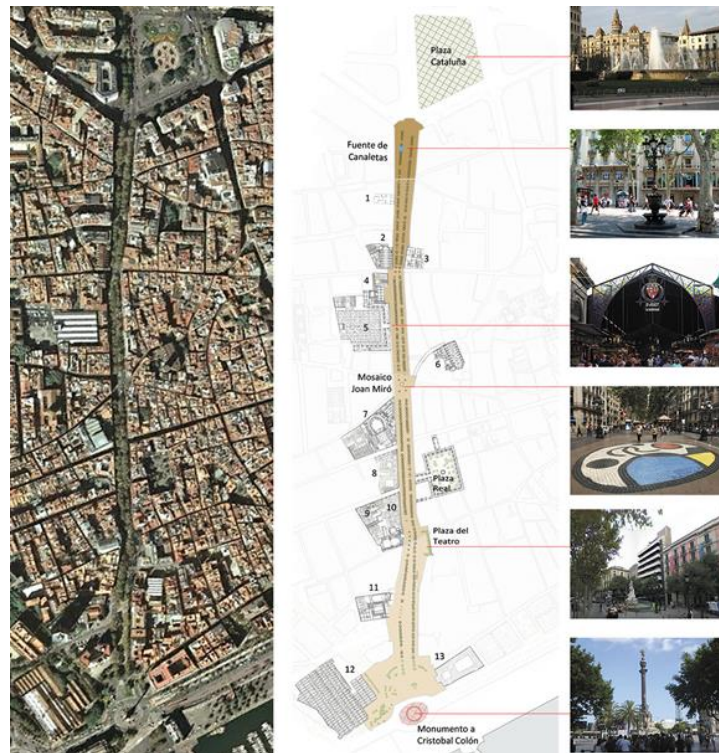 Plaza
Cataluña
Fuente de
Canaletas
1
2
3
4
5
6
Mosaico
Joan Miró
7
8
Plaza
Real
9
10
Plaza del
Teatro
11
12
13
Monumento a
Cristobal Colón